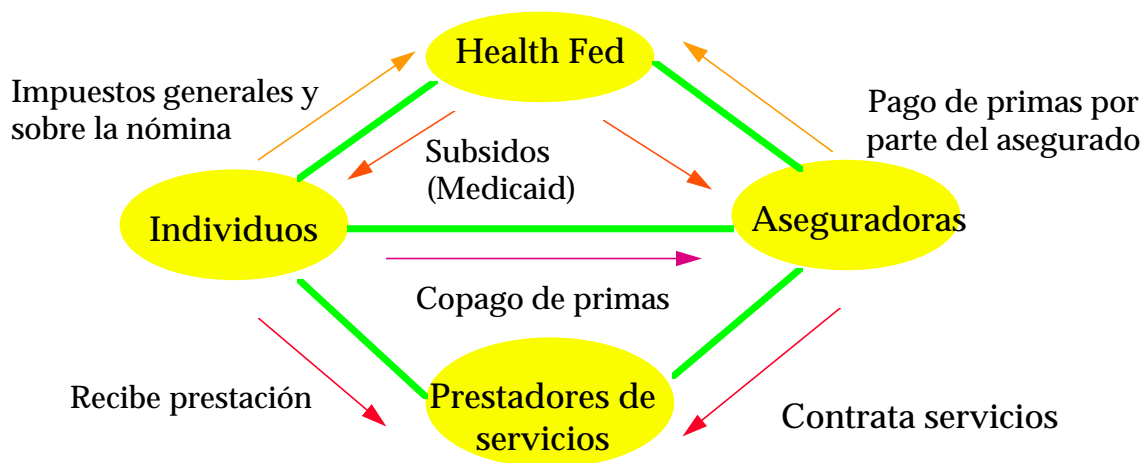 Health Fed
Impuestos generales y
sobre la nómina
Pago de primas por
parte del asegurado
Subsidos
(Medicaid)
Individuos
Aseguradoras
Copago de primas
Recibe prestación
Prestadores de
servicios
Contrata servicios